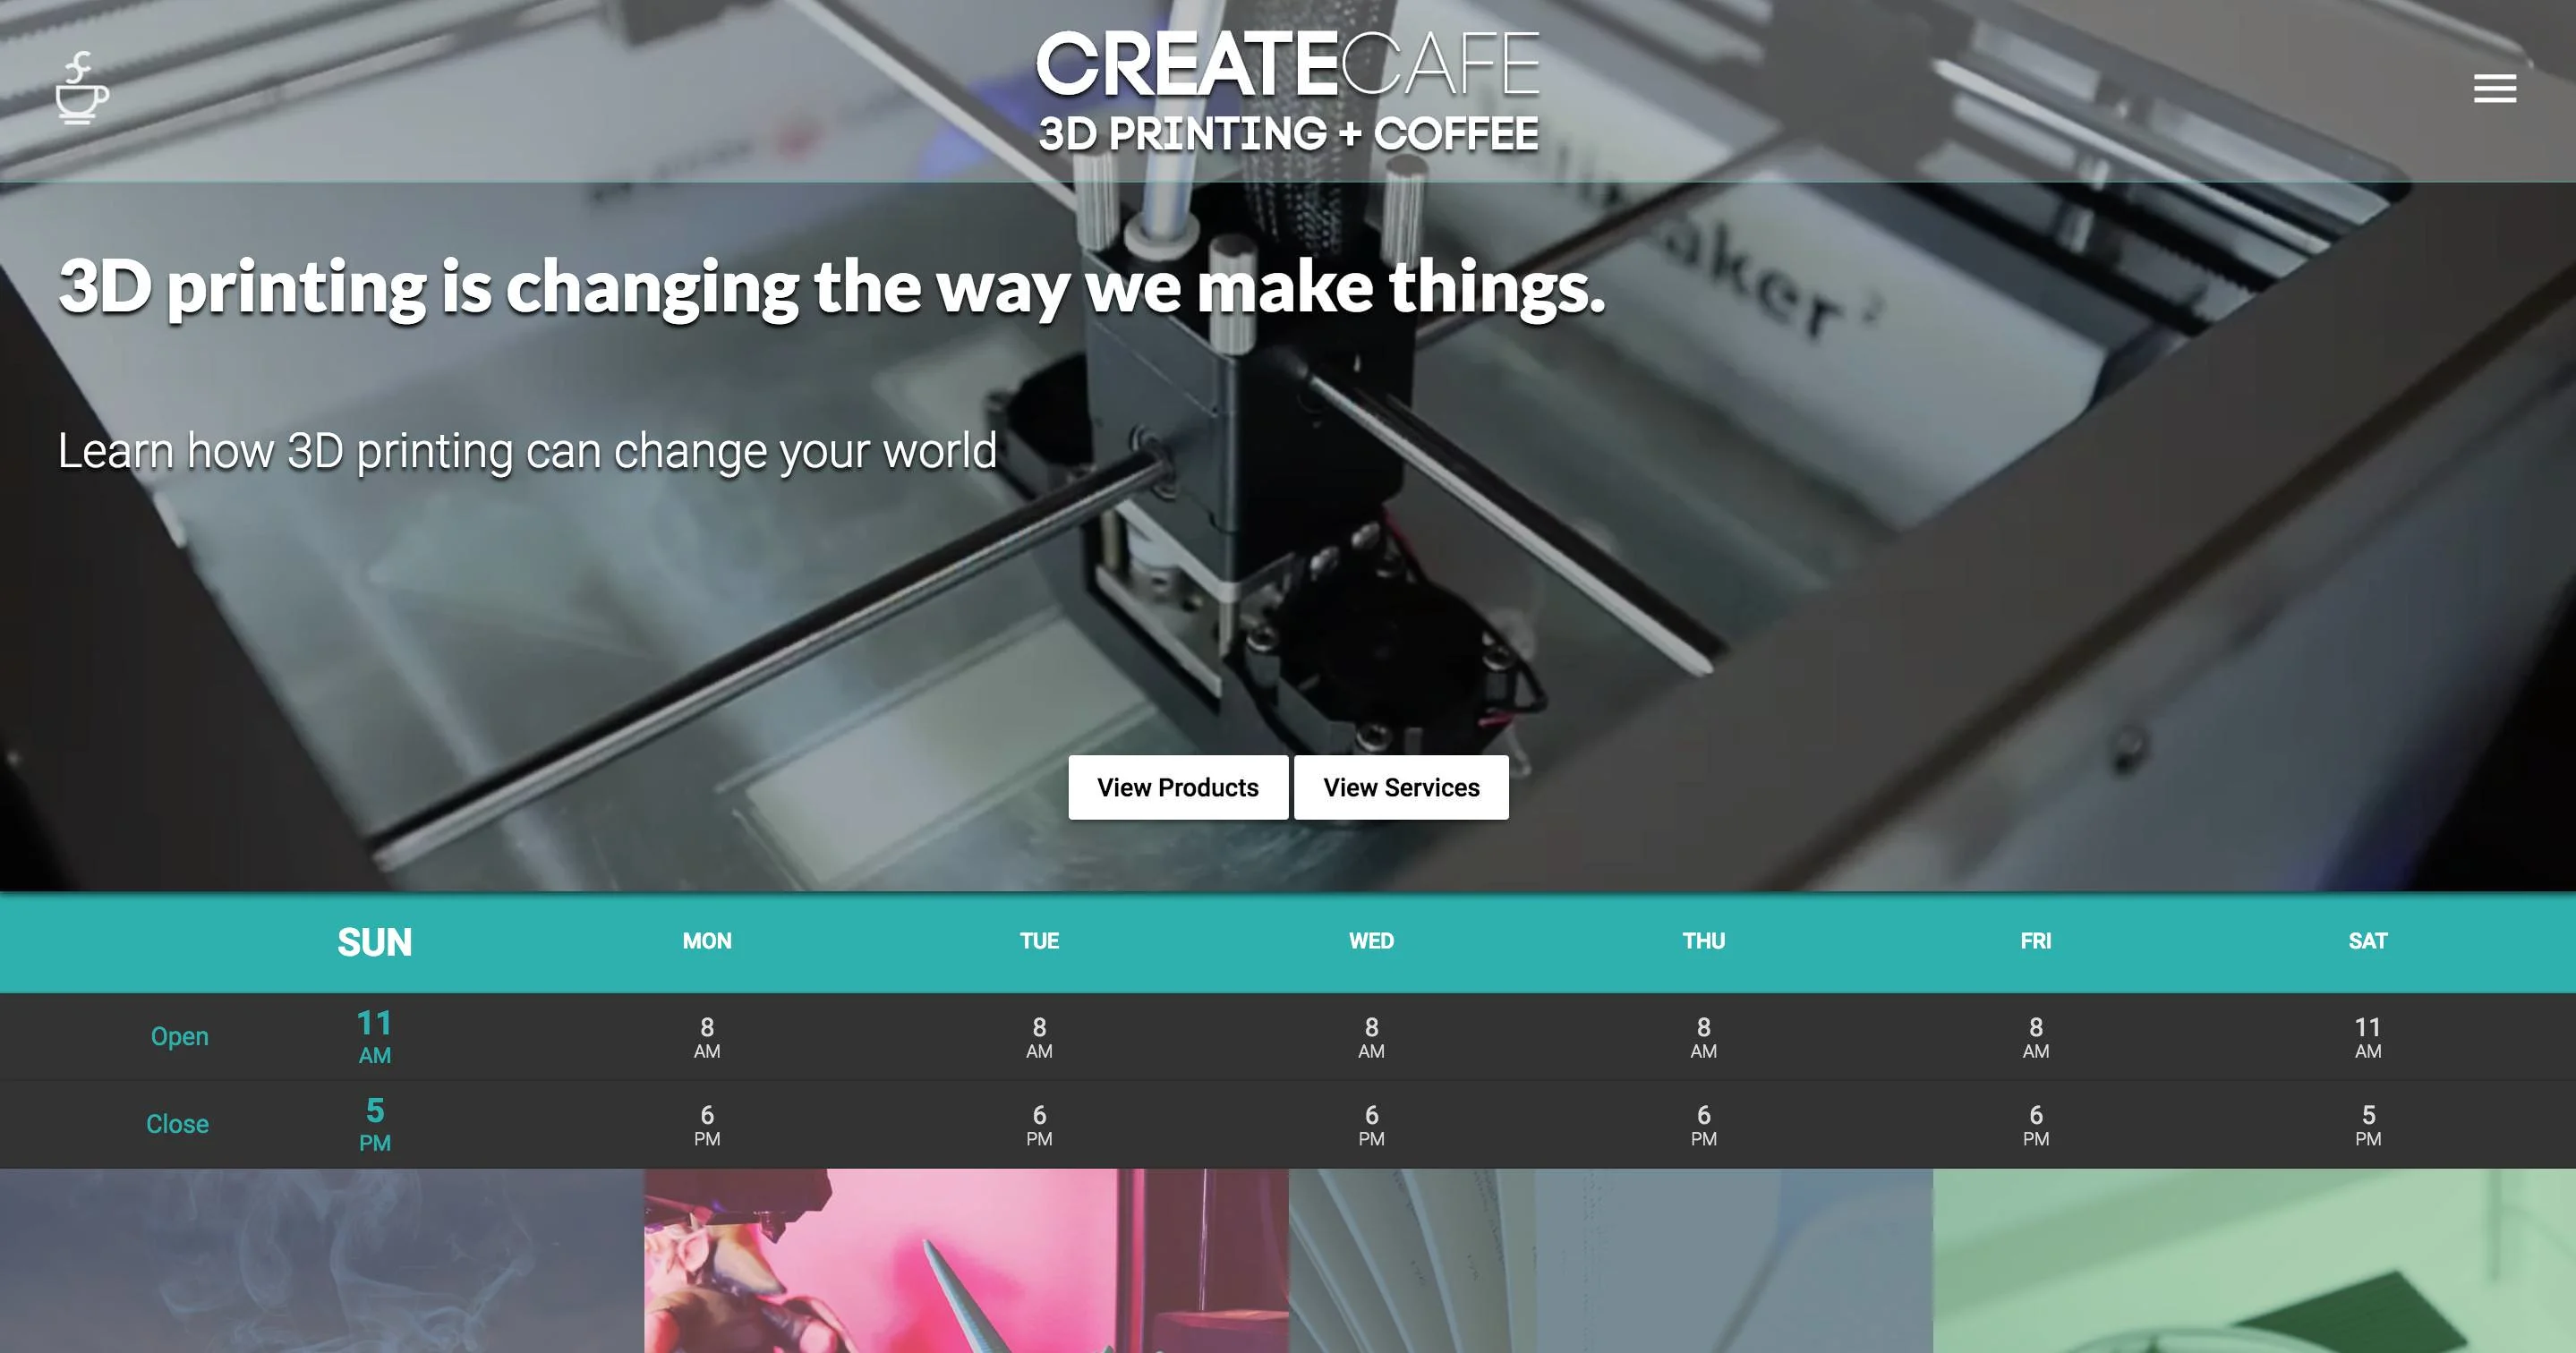 CREATECAFE
3D PRINTING + COFFEE
aker 2
3D printing is changing the way we make things.
Learn how 3D printing can change your world
View Products View Services
SUN MON TUE WED THU FRI SAT
Open 11 AM 8 AM 8 AM 8 AM 8 AM 8 AM 11 AM
Close 5 PM 6 PM 6 PM 6 PM 6 PM 6 PM 5 PM